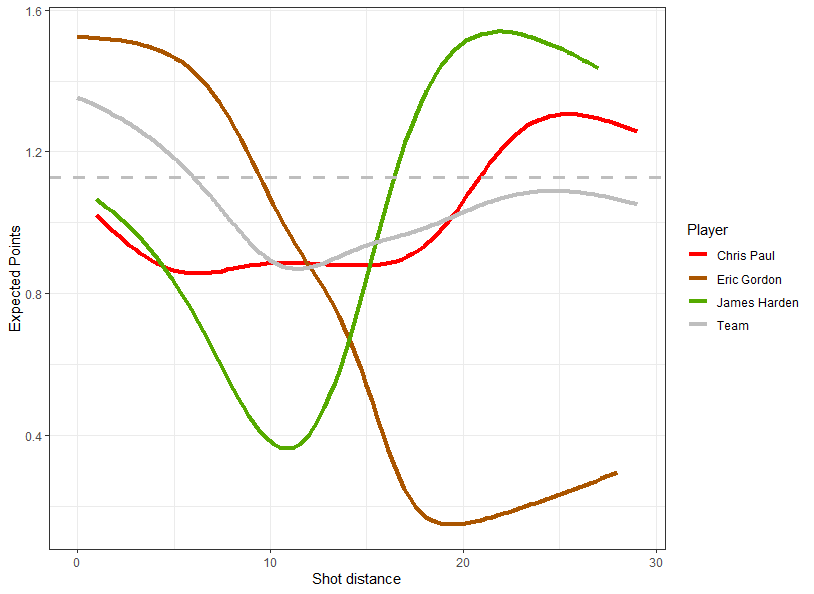 1.6
1.2
0.8
0.4
Expected Points
0
10
20
30
Shot distance
Player
Chris Paul
Eric Gordon
James Harden
Team